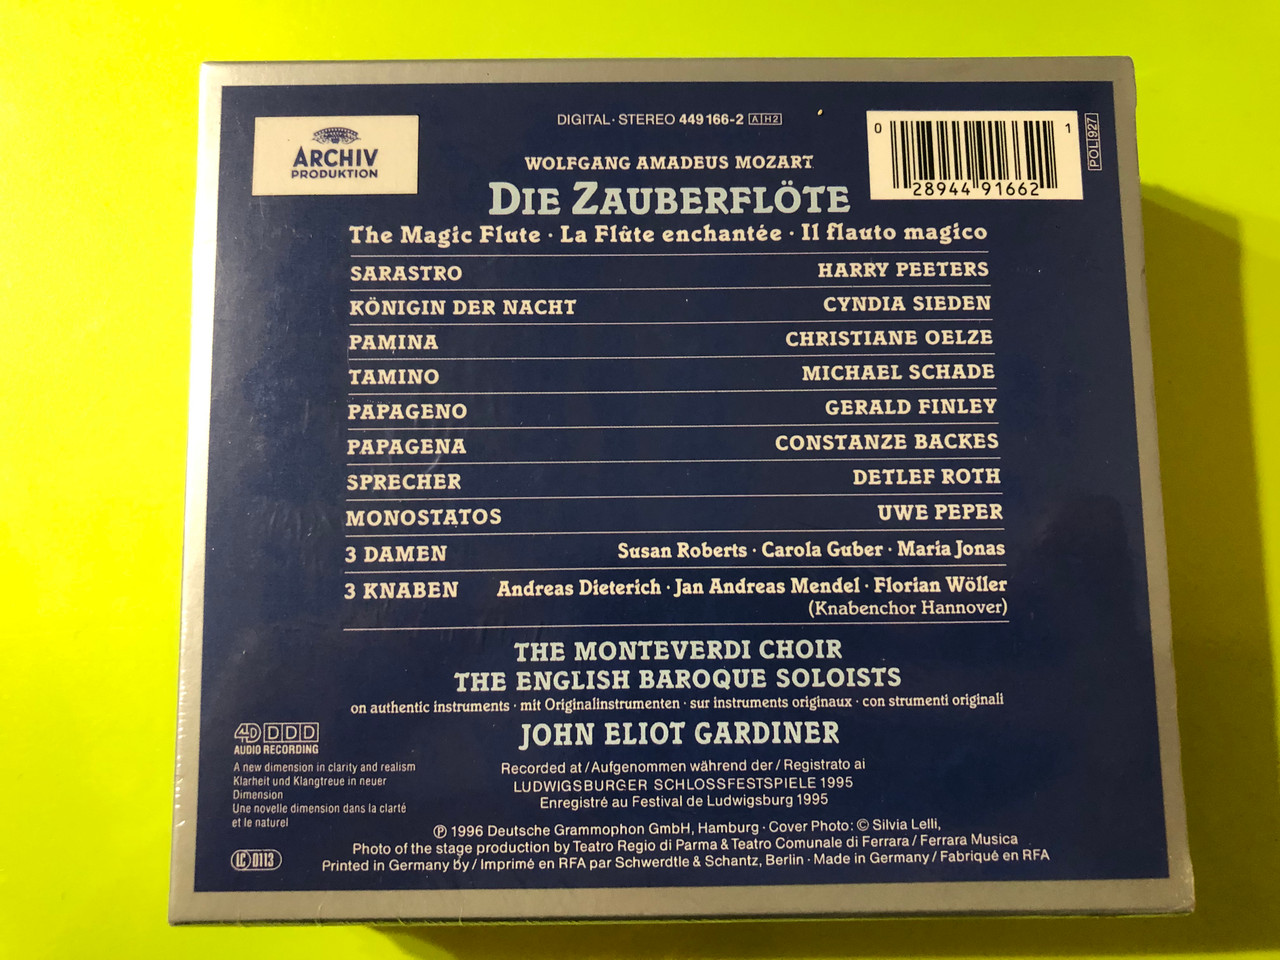 DIGITAL · STEREO 449 166-2 AH2
ARCHIV
PRODUKTION
0 28944 91662 1
POL 927
WOLFGANG AMADEUS MOZART
DIE ZAUBERFLÖTE
The Magic Flute · La Flûte enchantée · Il flauto magico
SARASTRO HARRY PEETERS
KÖNIGIN DER NACHT CYNDIA SIEDEN
PAMINA CHRISTIANE OELZE
TAMINO MICHAEL SCHADE
PAPAGENO GERALD FINLEY
PAPAGENA CONSTANZE BACKES
SPRECHER DETLEF ROTH
MONOSTATOS UWE PEPER
3 DAMEN Susan Roberts · Carola Guber · Maria Jonas
3 KNABEN Andreas Dieterich · Jan Andreas Mendel · Florian Wöller
(Knabenchor Hannover)
THE MONTEVERDI CHOIR
THE ENGLISH BAROQUE SOLOISTS
on authentic instruments · mit Originalinstrumenten · sur instruments originaux · con strumenti originali
JOHN ELIOT GARDINER
4D DDD
AUDIO RECORDING
A new dimension in clarity and realism
Klarheit und Klangtreue in neuer
Dimension
Une novelle dimension dans la clarté
et le naturel
Recorded at / Aufgenommen während der / Registrato ai
LUDWIGSBURGER SCHLOSSFESTSPIELE 1995
Enregistré au Festival de Ludwigsburg 1995
℗ 1996 Deutsche Grammophon GmbH, Hamburg · Cover Photo: © Silvia Lelli,
Photo of the stage production by Teatro Regio di Parma & Teatro Comunale di Ferrara / Ferrara Musica
Printed in Germany by / Imprimé en RFA par Schwerdtle & Schantz, Berlin · Made in Germany / Fabriqué en RFA
LC 0113